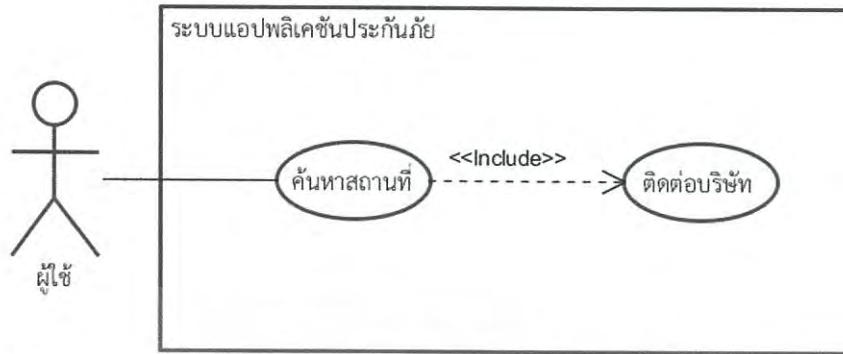 ระบบแอปพลิเคชันประกันภัย
<<Include>>
ค้นหาสถานที่
ติดต่อบริษัท
ผู้ใช้